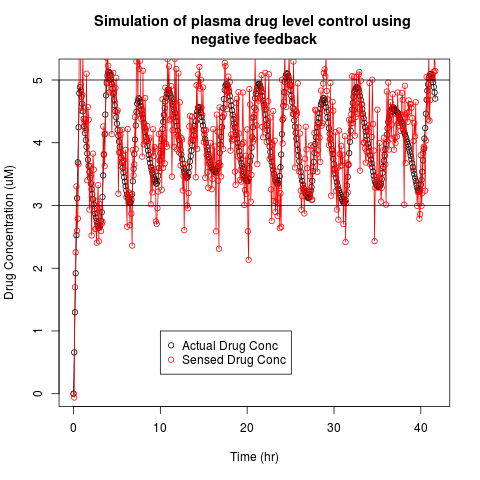 Simulation of plasma drug level control using
negative feedback
Drug Concentration (uM)
5
4
3
2
1
0
Actual Drug Conc
Sensed Drug Conc
0 10 20 30 40
Time (hr)